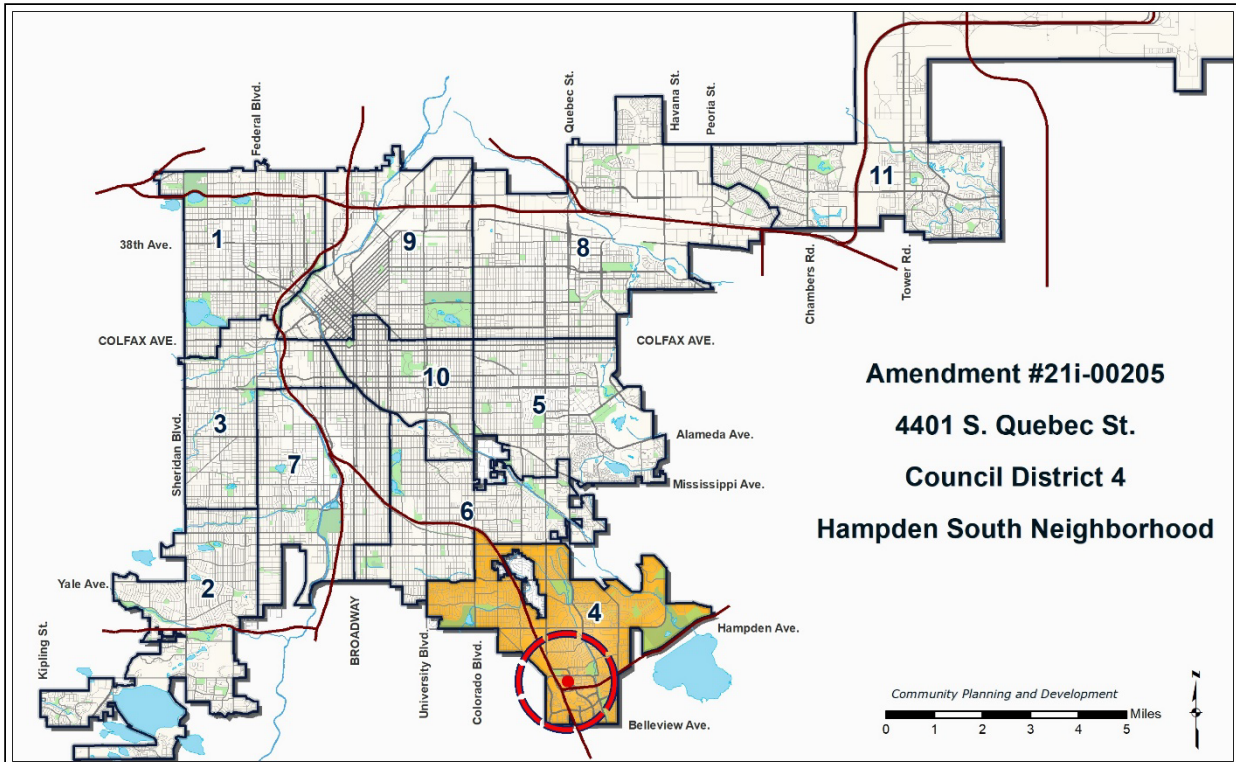 Federal Blvd.
Quebec St.
Havana St.
Peoria St.
9
11
1
38th Ave.
8
Chambers Rd.
Tower Rd.
COLFAX AVE.
COLFAX AVE.
10
Amendment #21i-00205
5
3
4401 S. Quebec St.
Sheridan Blvd.
Alameda Ave.
7
Council District 4
Mississippi Ave.
6
Hampden South Neighborhood
Yale Ave.
2
4
BROADWAY
University Blvd.
Colorado Blvd.
Hampden Ave.
Kipling St.
Belleview Ave.
Community Planning and Development
Miles
0 1 2 3 4 5
N